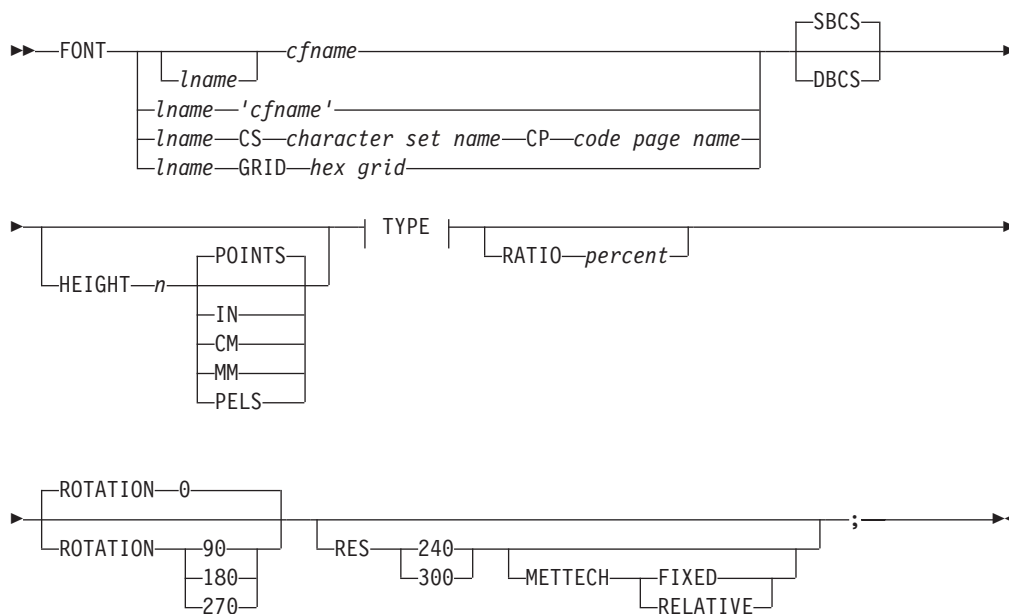 SBCS
FONT cfname
lname DBCS
lname 'cfname'
lname CS character set name CP code page name
lname GRID hex grid
TYPE
POINTS RATIO percent
HEIGHT n
IN
CM
MM
PELS
ROTATION 0
;
ROTATION 90 RES 240
180 300 METTECH FIXED
270 RELATIVE